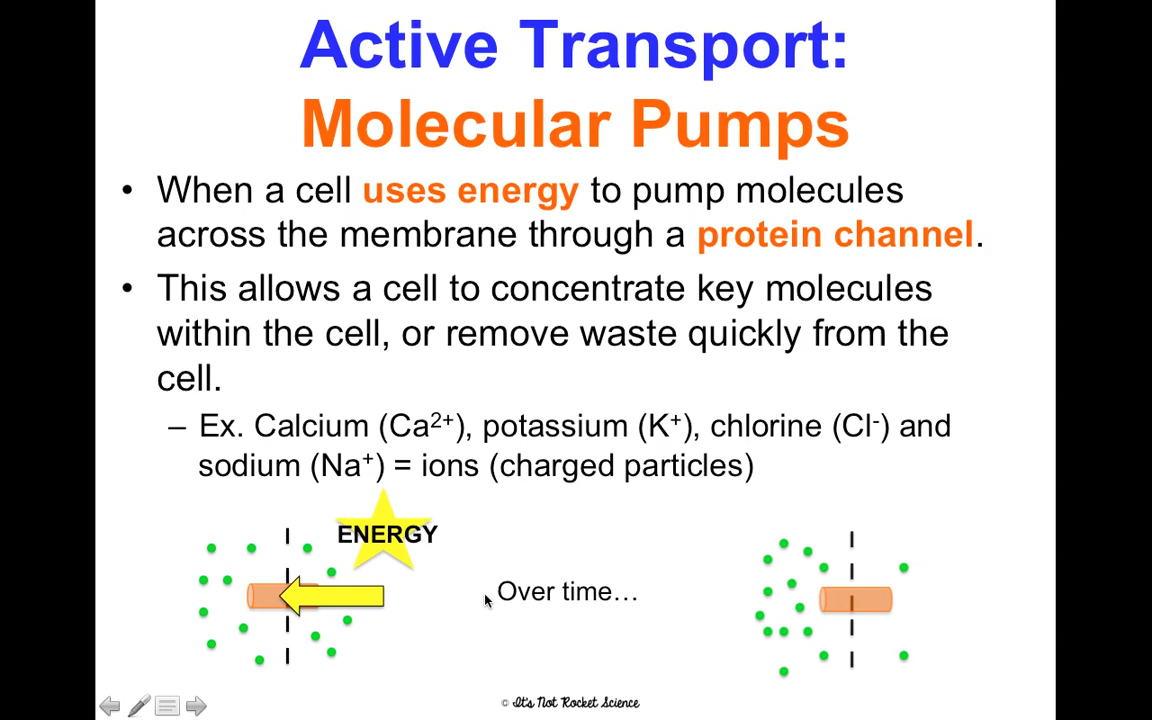 Active Transport:
Molecular Pumps
• When a cell uses energy to pump molecules
across the membrane through a protein channel.
• This allows a cell to concentrate key molecules
within the cell, or remove waste quickly from the
cell.
– Ex. Calcium (Ca²⁺), potassium (K⁺), chlorine (Cl⁻) and
sodium (Na⁺) = ions (charged particles)
ENERGY
Over time…
© It's Not Rocket Science